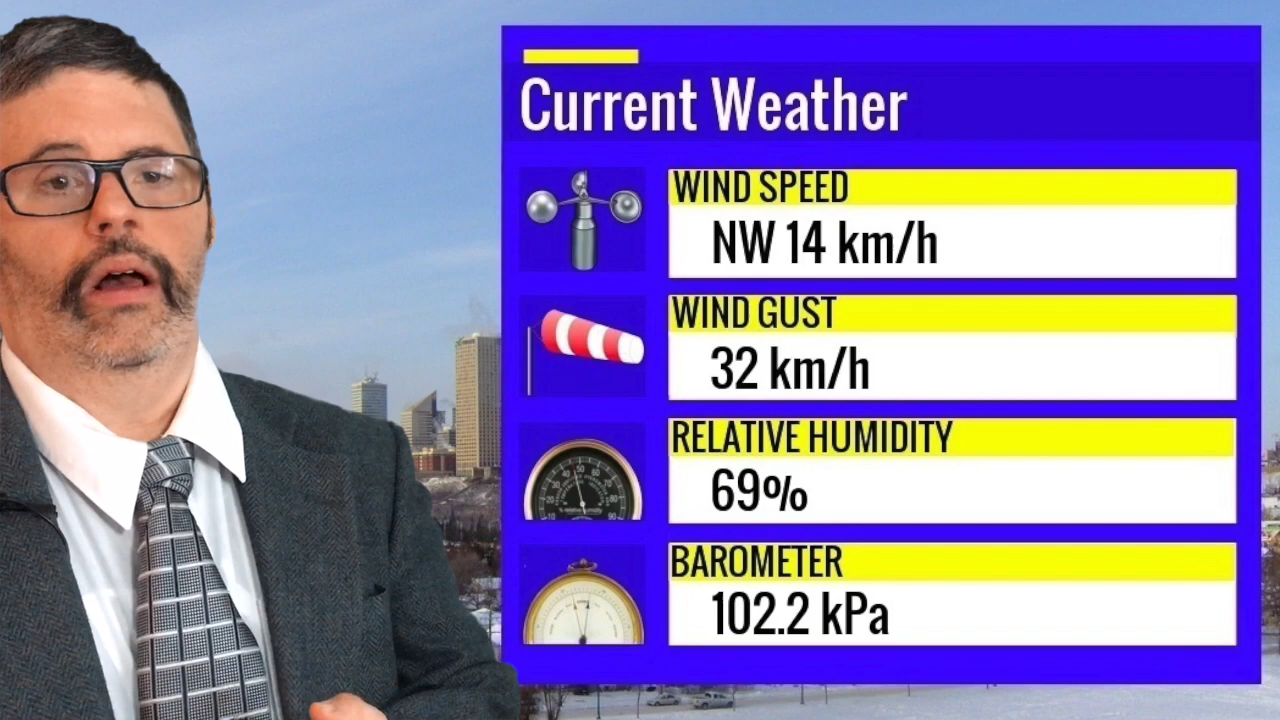 Current Weather
WIND SPEED
NW 14 km/h
WIND GUST
32 km/h
RELATIVE HUMIDITY
69%
BAROMETER
102.2 kPa